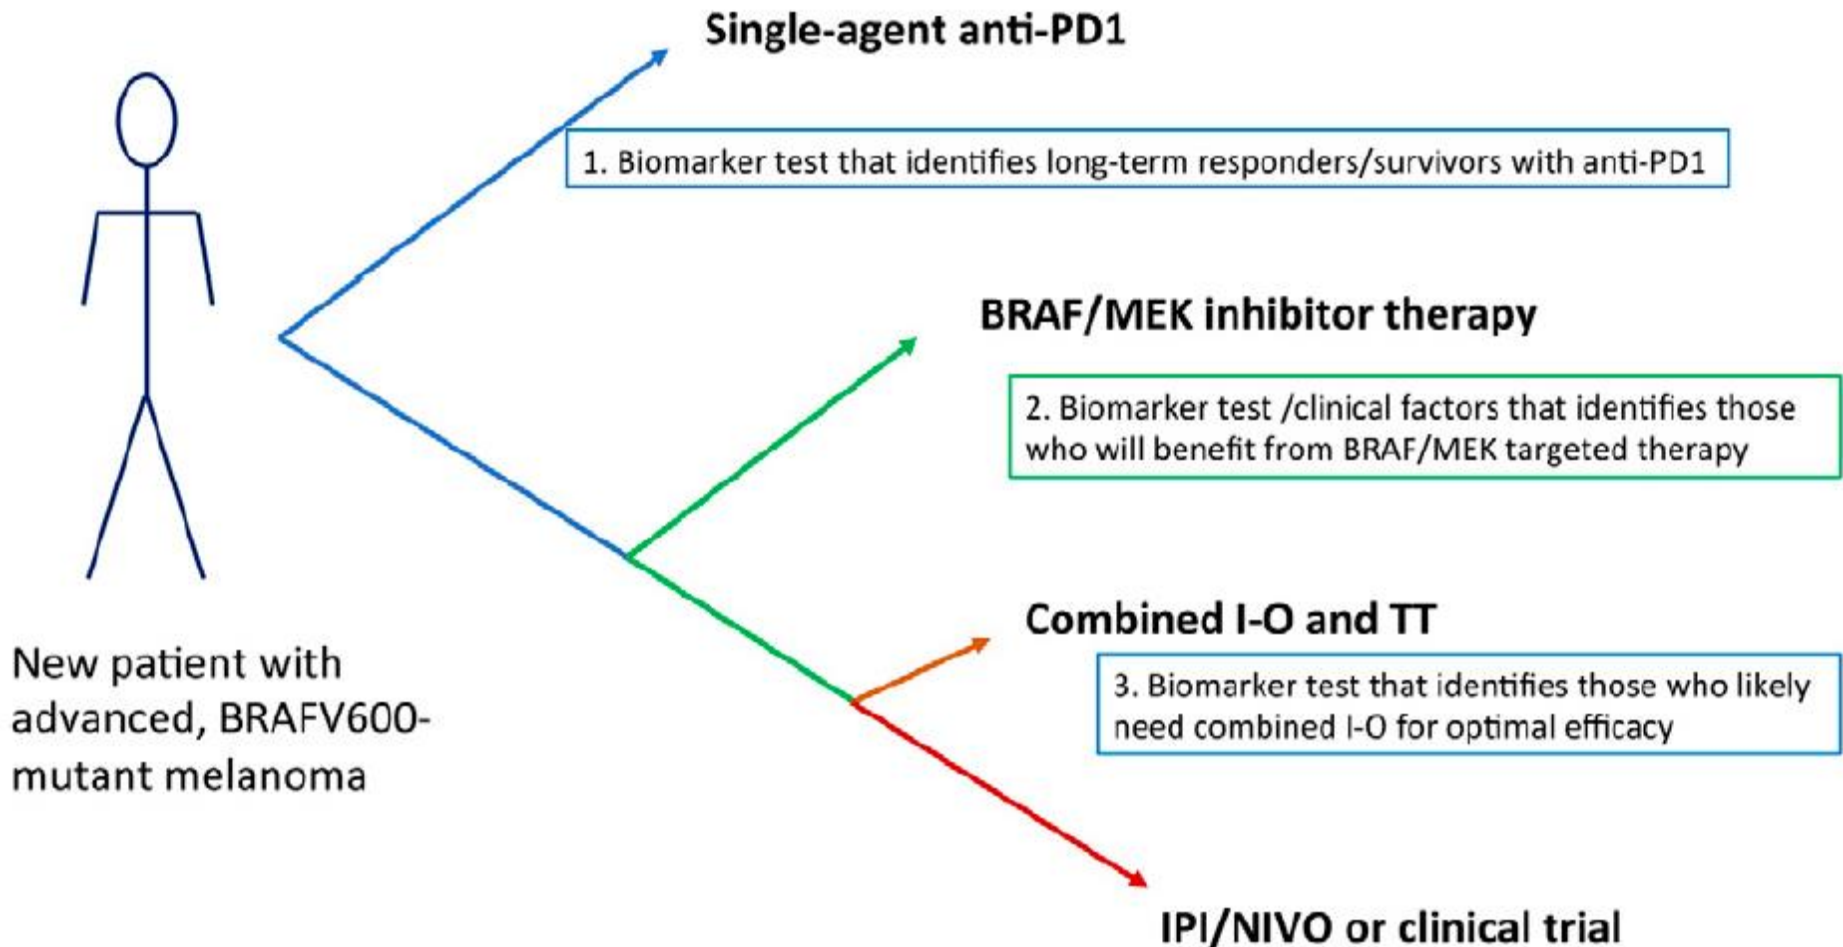 Single-agent anti-PD1
1. Biomarker test that identifies long-term responders/survivors with anti-PD1
BRAF/MEK inhibitor therapy
2. Biomarker test /clinical factors that identifies those
who will benefit from BRAF/MEK targeted therapy
Combined I-O and TT
3. Biomarker test that identifies those who likely
need combined I-O for optimal efficacy
New patient with
advanced, BRAFV600-
mutant melanoma
IPI/NIVO or clinical trial